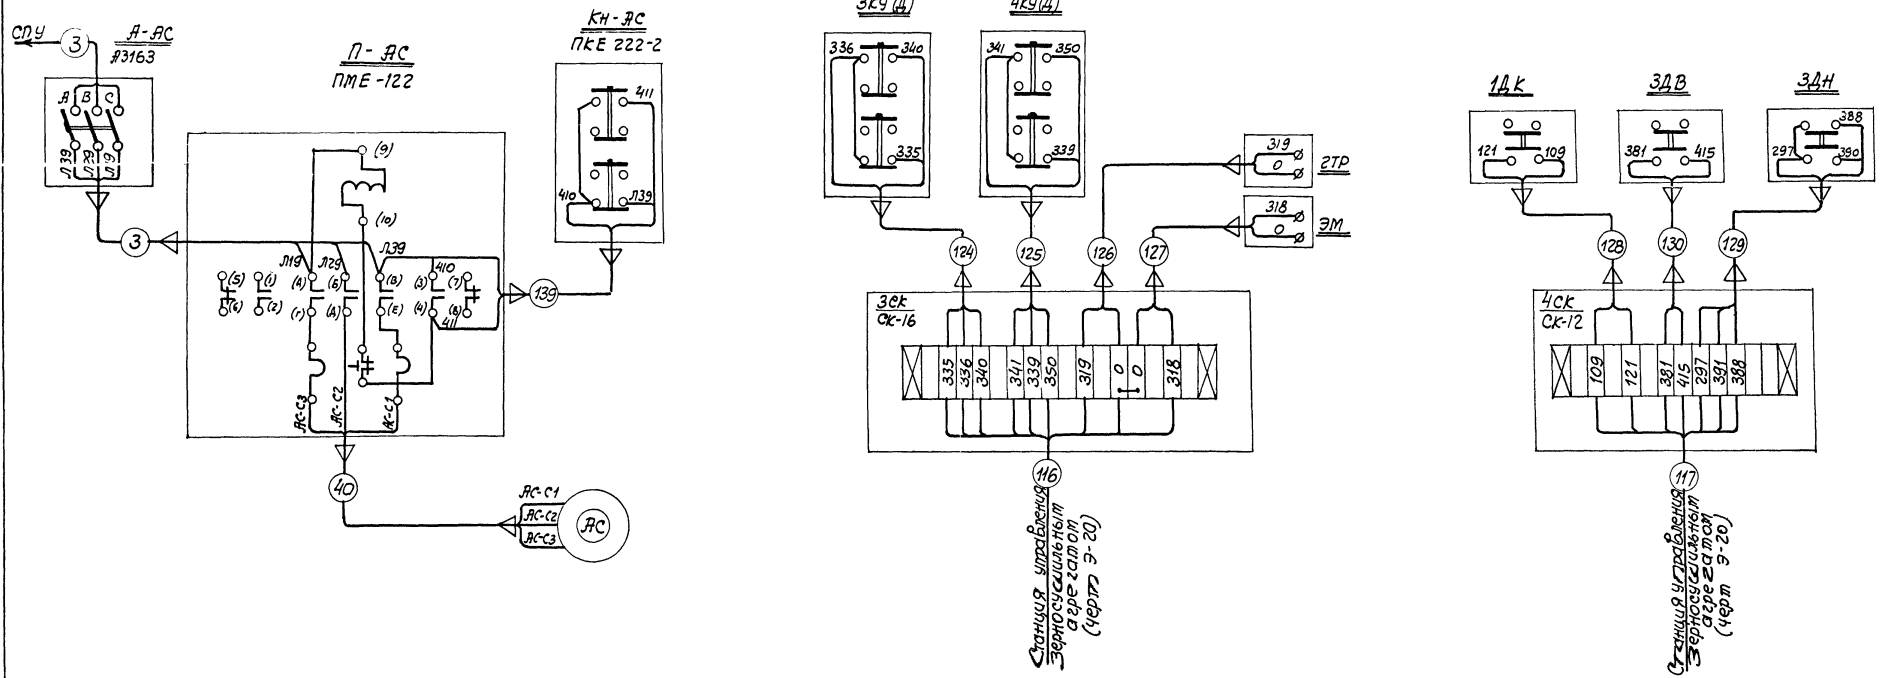 СПУ
3
А-АС
А3163
А В С
Л39 Л29 Л19
3
П-АС
ПМЕ-122
(9)
(10)
Л19 Л29 Л39
410
(5) (1) (А) (Б) (В) (3) (7)
(6) (2) (Г) (Д) (Е) (4) (8)
411
АС-С3 АС-С2 АС-С1
КН-АС
ПКЕ 222-2
411
410 Л39
139
40
АС-С1
АС-С2
АС-С3
АС
3КУ(Д)
336 340
335
4КУ(Д)
341 350
339
319
0
2ТР
318
0
ЭМ
124 125 126 127
3СК
СК-16
335 336 340 341 339 350 319 0 0 318
116
Станция управления
зерносушильным
агрегатом
(черт Э-20)
1ДК
121 109
3ДВ
381 415
3ДН
388
297 390
128 130 129
4СК
СК-12
109 121 381 415 297 391 388
117
Станция управления
зерносушильным
агрегатом
(черт Э-20)